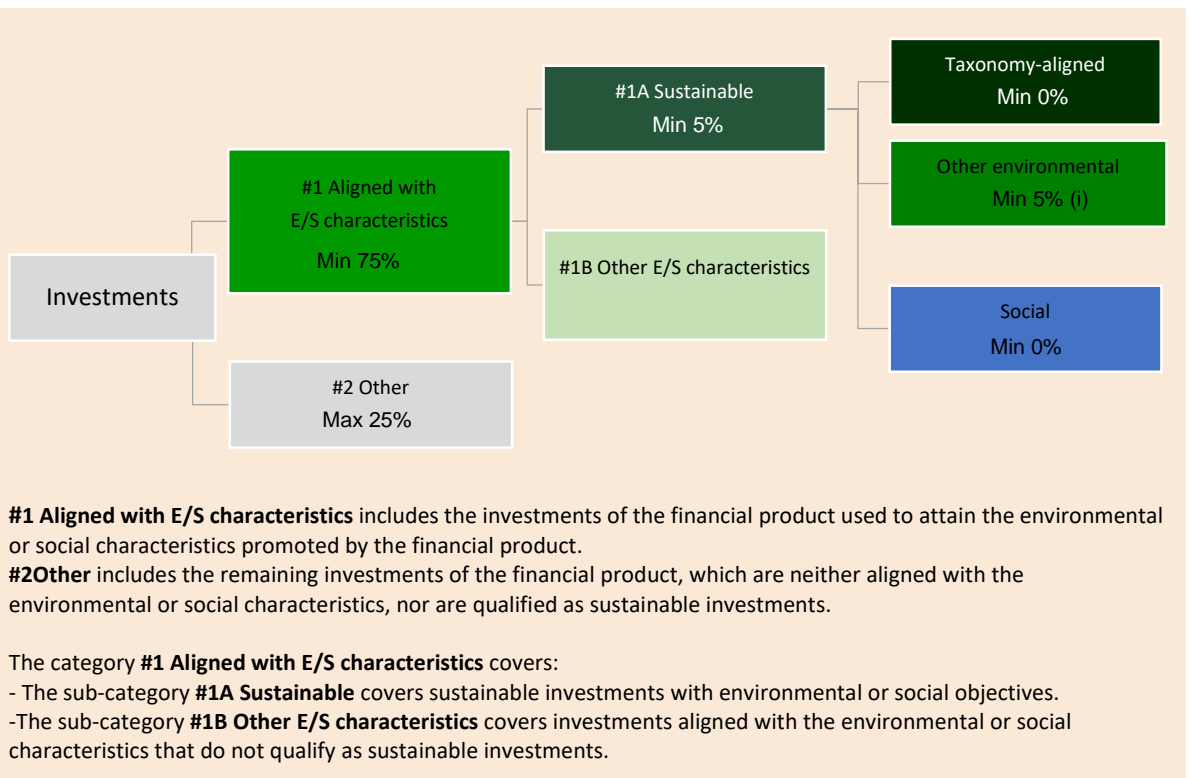 Investments
#1 Aligned with
E/S characteristics
Min 75%
#2 Other
Max 25%
#1A Sustainable
Min 5%
#1B Other E/S characteristics
Taxonomy-aligned
Min 0%
Other environmental
Min 5% (i)
Social
Min 0%
#1 Aligned with E/S characteristics includes the investments of the financial product used to attain the environmental
or social characteristics promoted by the financial product.
#2Other includes the remaining investments of the financial product, which are neither aligned with the
environmental or social characteristics, nor are qualified as sustainable investments.
The category #1 Aligned with E/S characteristics covers:
- The sub-category #1A Sustainable covers sustainable investments with environmental or social objectives.
-The sub-category #1B Other E/S characteristics covers investments aligned with the environmental or social
characteristics that do not qualify as sustainable investments.